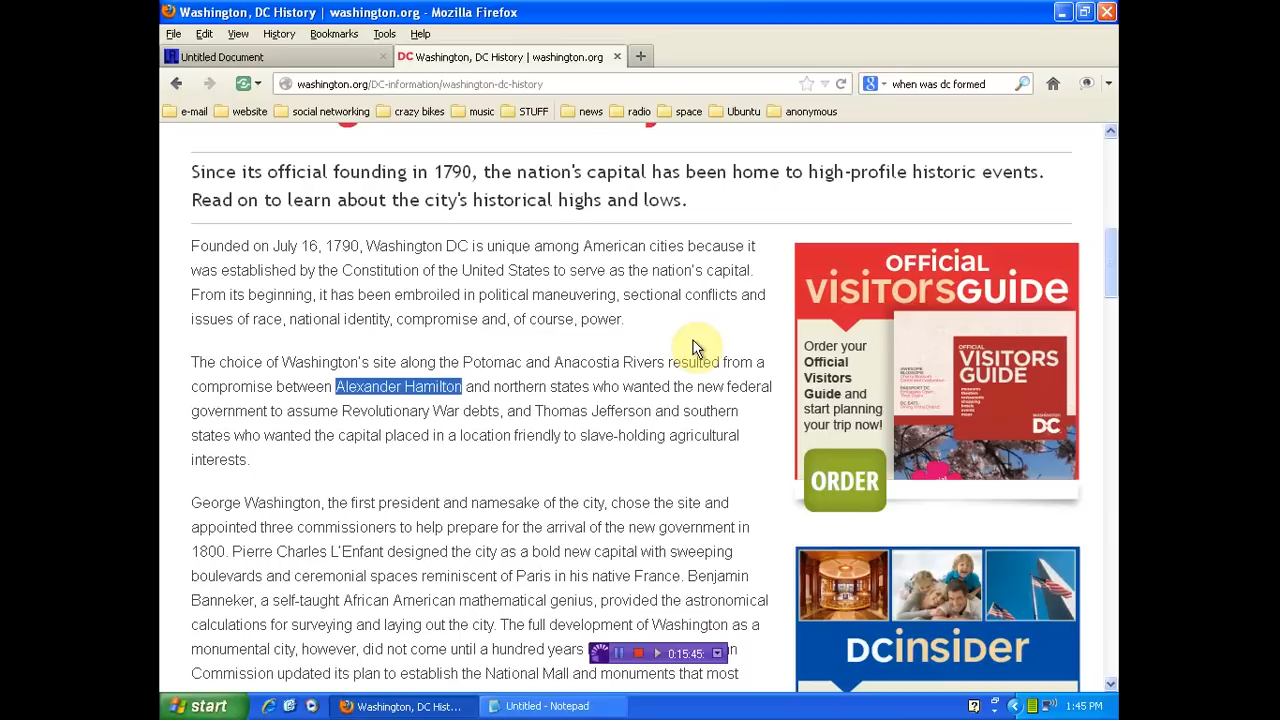 Washington, DC History | washington.org - Mozilla Firefox
File Edit View History Bookmarks Tools Help
Untitled Document
DC Washington, DC History | washington.org
washington.org/DC-information/washington-dc-history
when was dc formed
e-mail website social networking crazy bikes music STUFF news radio space Ubuntu anonymous
Since its official founding in 1790, the nation's capital has been home to high-profile historic events.
Read on to learn about the city's historical highs and lows.
Founded on July 16, 1790, Washington DC is unique among American cities because it
was established by the Constitution of the United States to serve as the nation's capital.
From its beginning, it has been embroiled in political maneuvering, sectional conflicts and
issues of race, national identity, compromise and, of course, power.
The choice of Washington's site along the Potomac and Anacostia Rivers resulted from a
compromise between Alexander Hamilton and northern states who wanted the new federal
government to assume Revolutionary War debts, and Thomas Jefferson and southern
states who wanted the capital placed in a location friendly to slave-holding agricultural
interests.
George Washington, the first president and namesake of the city, chose the site and
appointed three commissioners to help prepare for the arrival of the new government in
1800. Pierre Charles L'Enfant designed the city as a bold new capital with sweeping
boulevards and ceremonial spaces reminiscent of Paris in his native France. Benjamin
Banneker, a self-taught African American mathematical genius, provided the astronomical
calculations for surveying and laying out the city. The full development of Washington as a
monumental city, however, did not come until a hundred years
Commission updated its plan to establish the National Mall and monuments that most
OFFICIAL
VISITORSGUIDE
Order your
Official
Visitors
Guide and
start planning
your trip now!
ORDER
OFFICIAL
VISITORS
GUIDE
WASHINGTON
DC
DCINSIDER
0:15:45:
start
Washington, DC Hist...
Untitled - Notepad
1:45 PM